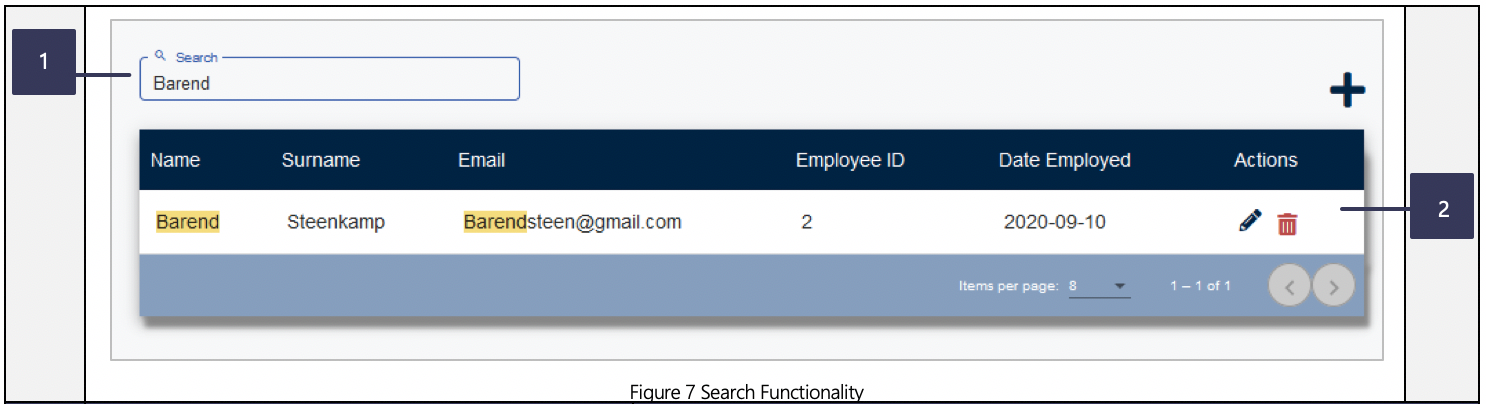 1
Search
Barend
Name Surname Email Employee ID Date Employed Actions
Barend Steenkamp Barendsteen@gmail.com 2 2020-09-10
2
Items per page: 8 1 – 1 of 1
Figure 7 Search Functionality